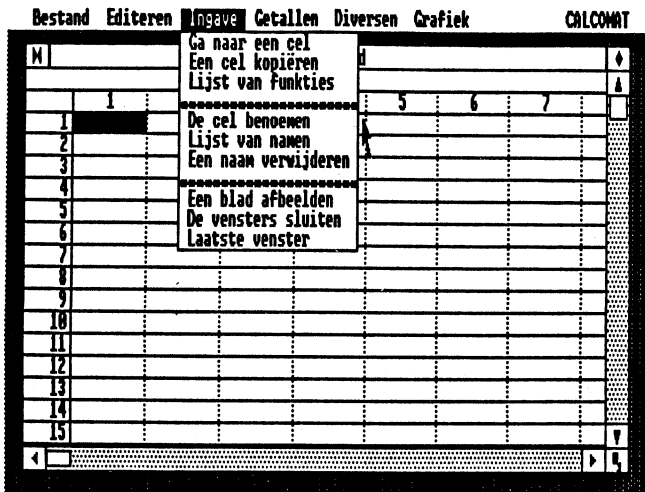 Bestand Editeren Ingave Getallen Diversen Grafiek CALCOMAT
Ga naar een cel
Een cel kopiëren
Lijst van funkties
De cel benoemen
Lijst van namen
Een naam verwijderen
Een blad afbeelden
De vensters sluiten
Laatste venster
1 5 6 7
1
2
3
4
5
6
7
8
9
10
11
12
13
14
15